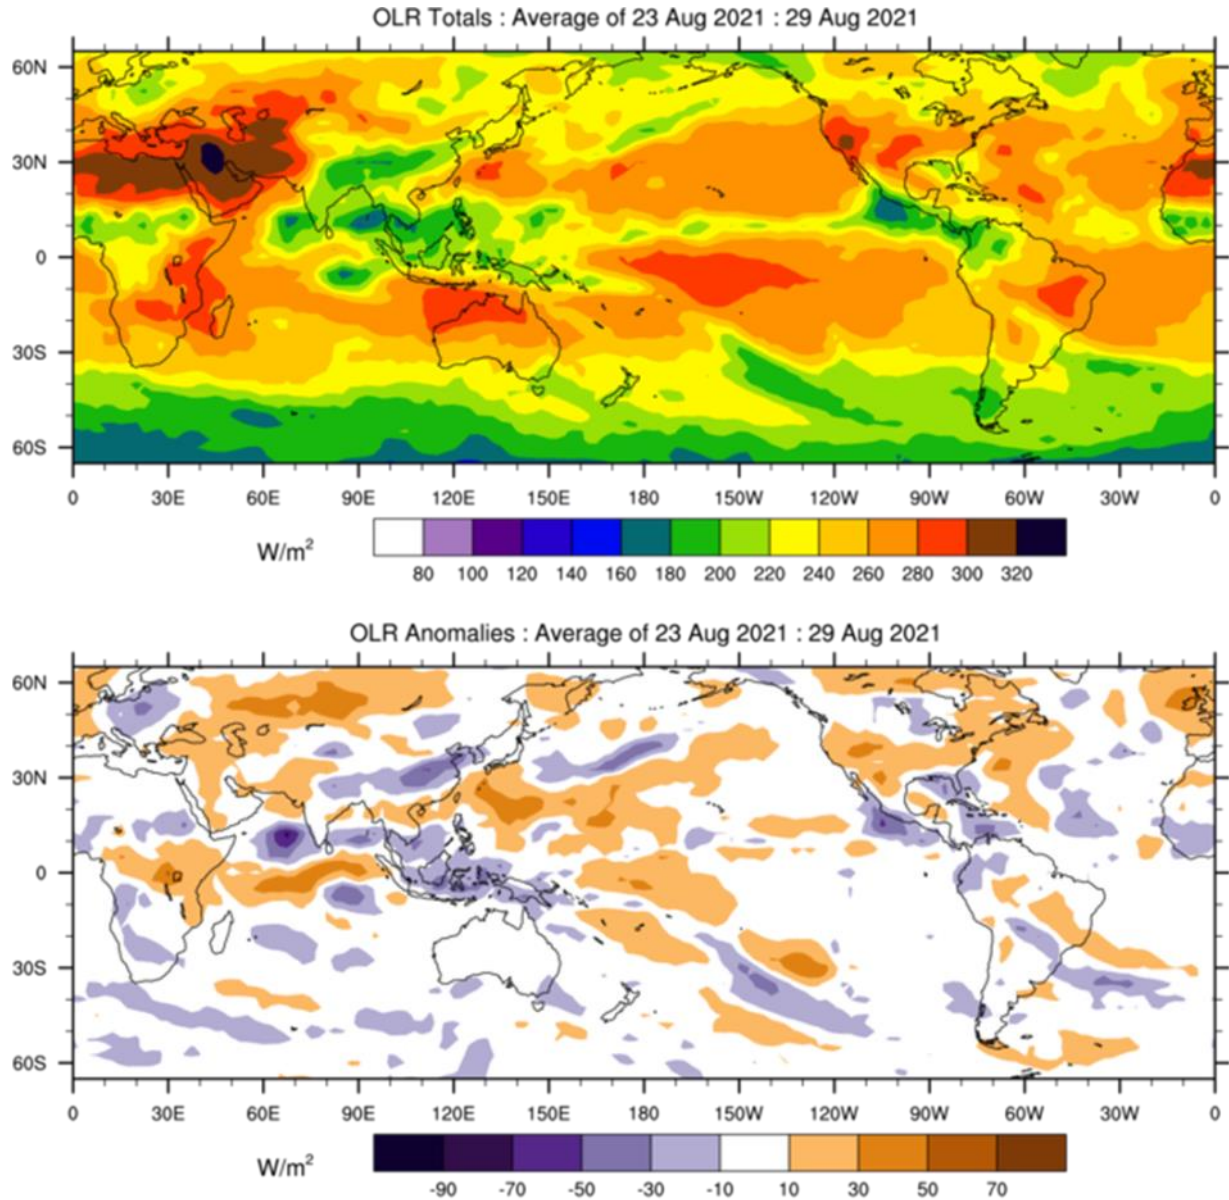 OLR Totals : Average of 23 Aug 2021 : 29 Aug 2021
60N
30N
0
30S
60S
0 30E 60E 90E 120E 150E 180 150W 120W 90W 60W 30W 0
W/m²
80 100 120 140 160 180 200 220 240 260 280 300 320
OLR Anomalies : Average of 23 Aug 2021 : 29 Aug 2021
60N
30N
0
30S
60S
0 30E 60E 90E 120E 150E 180 150W 120W 90W 60W 30W 0
W/m²
-90 -70 -50 -30 -10 10 30 50 70